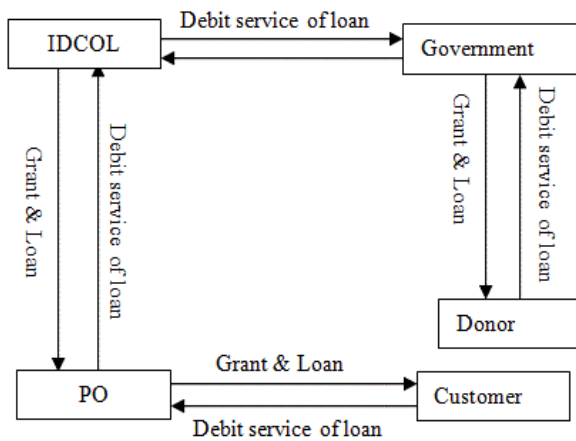 Debit service of loan
IDCOL
Government
Grant & Loan
Debit service of loan
Grant & Loan
Debit service of loan
Donor
Grant & Loan
PO
Customer
Debit service of loan